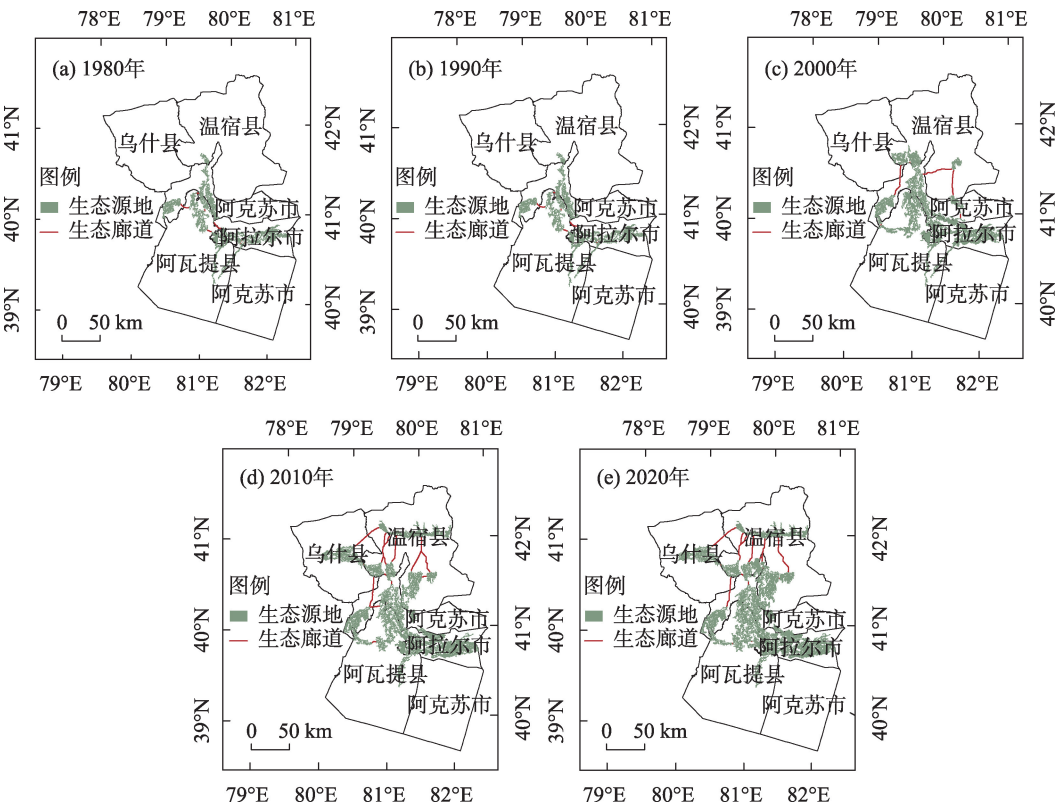 78°E 79°E 80°E 81°E
(a) 1980年
乌什县
温宿县
图例
生态源地
生态廊道
阿克苏市
阿拉尔市
阿瓦提县
阿克苏市
0 50 km
41°N
40°N
39°N
42°N
41°N
40°N
79°E 80°E 81°E 82°E
78°E 79°E 80°E 81°E
(b) 1990年
乌什县
温宿县
图例
生态源地
生态廊道
阿克苏市
阿拉尔市
阿瓦提县
阿克苏市
0 50 km
41°N
40°N
39°N
42°N
41°N
40°N
79°E 80°E 81°E 82°E
78°E 79°E 80°E 81°E
(c) 2000年
乌什县
温宿县
图例
生态源地
生态廊道
阿克苏市
阿拉尔市
阿瓦提县
阿克苏市
0 50 km
41°N
40°N
39°N
42°N
41°N
40°N
79°E 80°E 81°E 82°E
78°E 79°E 80°E 81°E
(d) 2010年
温宿县
乌什县
图例
生态源地
生态廊道
阿克苏市
阿拉尔市
阿瓦提县
阿克苏市
0 50 km
41°N
40°N
39°N
42°N
41°N
40°N
79°E 80°E 81°E 82°E
78°E 79°E 80°E 81°E
(e) 2020年
温宿县
乌什县
图例
生态源地
生态廊道
阿克苏市
阿拉尔市
阿瓦提县
阿克苏市
0 50 km
41°N
40°N
39°N
42°N
41°N
40°N
79°E 80°E 81°E 82°E